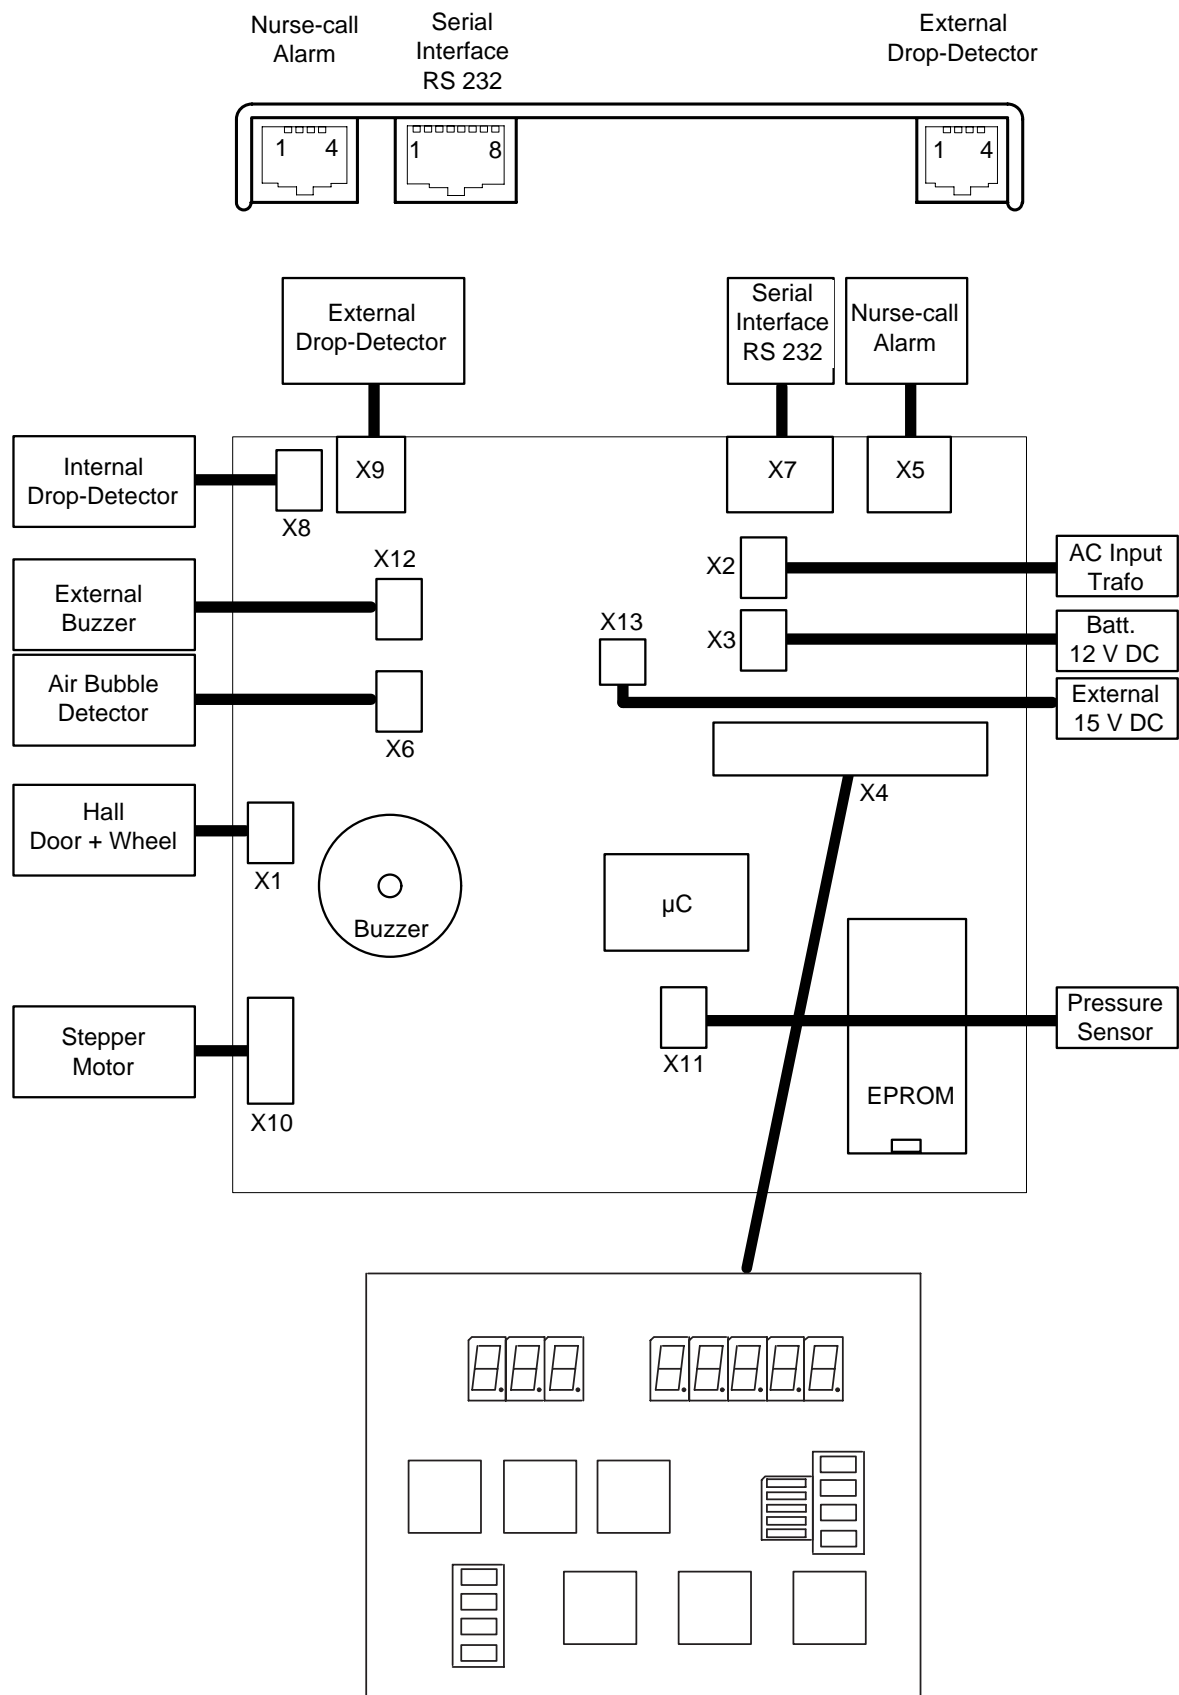 Nurse-call
Alarm
Serial
Interface
RS 232
External
Drop-Detector
1 4
1 8
1 4
External
Drop-Detector
Serial
Interface
RS 232
Nurse-call
Alarm
Internal
Drop-Detector
X8
X9
X7
X5
External
Buzzer
X12
X2
AC Input
Trafo
X13
X3
Batt.
12 V DC
Air Bubble
Detector
X6
External
15 V DC
X4
Hall
Door + Wheel
X1
Buzzer
µC
Stepper
Motor
X10
X11
Pressure
Sensor
EPROM